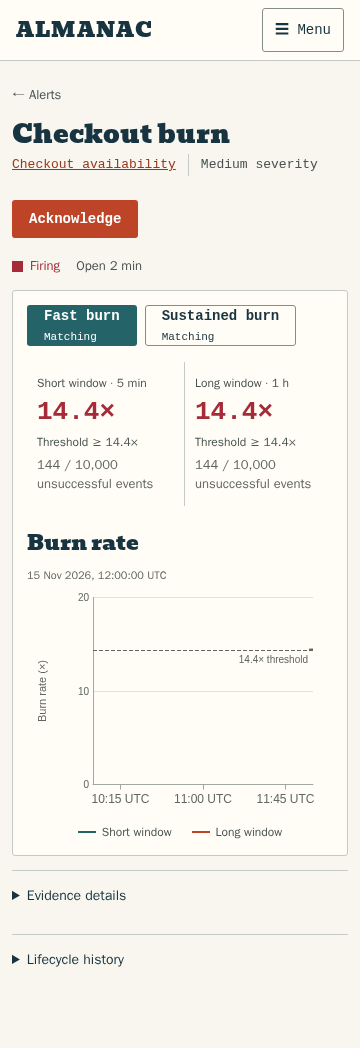 ALMANAC
☰ Menu
← Alerts
Checkout burn
Checkout availability
Medium severity
Acknowledge
Firing
Open 2 min
Fast burn
Matching
Sustained burn
Matching
Short window · 5 min
14.4×
Threshold ≥ 14.4×
144 / 10,000
unsuccessful events
Long window · 1 h
14.4×
Threshold ≥ 14.4×
144 / 10,000
unsuccessful events
Burn rate
15 Nov 2026, 12:00:00 UTC
20
14.4× threshold
10
0
Burn rate (×)
10:15 UTC
11:00 UTC
11:45 UTC
Short window
Long window
Evidence details
Lifecycle history